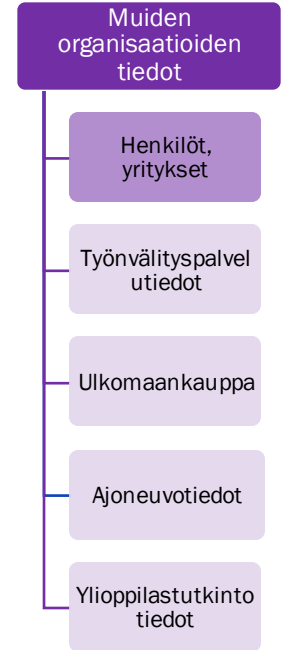 Muiden
organisaatioiden
tiedot
Henkilöt,
yritykset
Työnvälityspalvel
utiedot
Ulkomaankauppa
Ajoneuvotiedot
Ylioppilastutkinto
tiedot